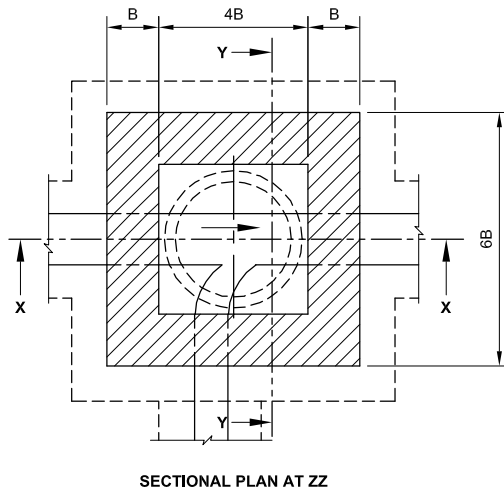 B 4B B
Y
6B
X X
Y
SECTIONAL PLAN AT ZZ